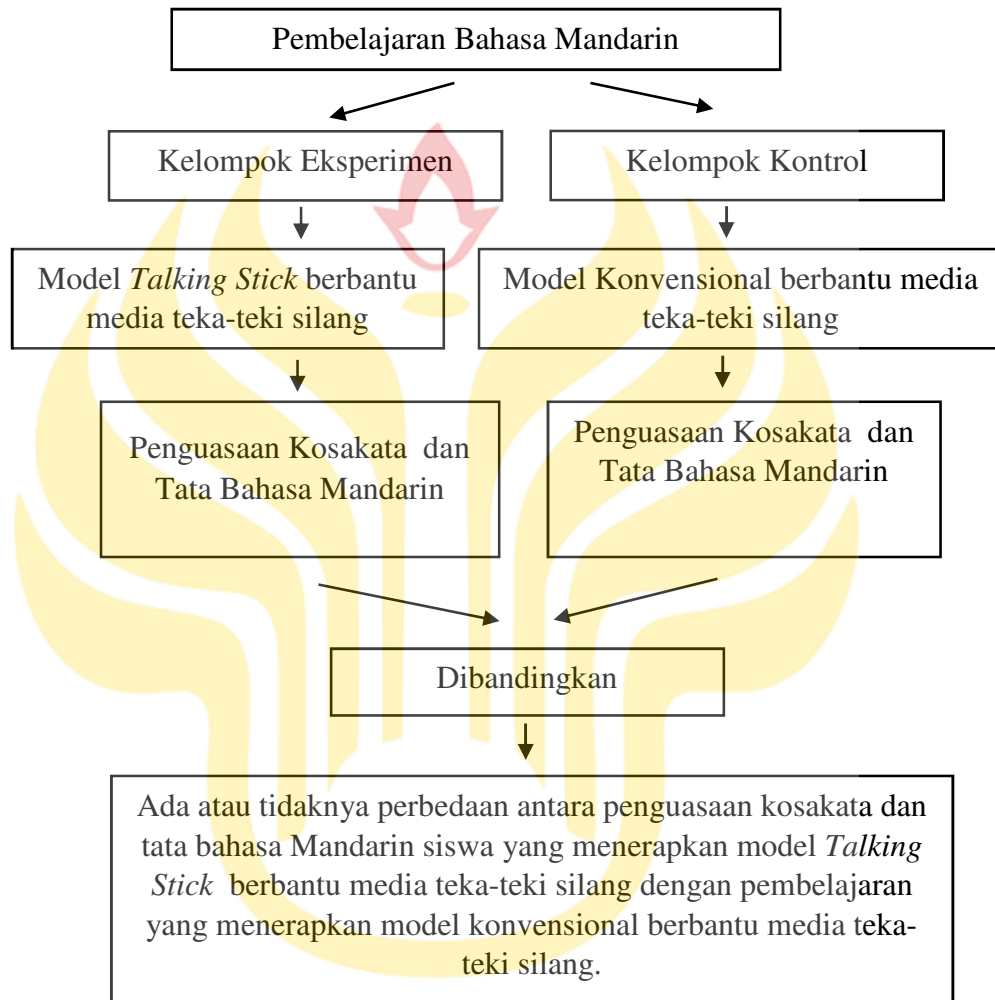 Pembelajaran Bahasa Mandarin
Kelompok Eksperimen
Kelompok Kontrol
Model Talking Stick berbantu
media teka-teki silang
Model Konvensional berbantu media
teka-teki silang
Penguasaan Kosakata dan
Tata Bahasa Mandarin
Penguasaan Kosakata dan
Tata Bahasa Mandarin
Dibandingkan
Ada atau tidaknya perbedaan antara penguasaan kosakata dan
tata bahasa Mandarin siswa yang menerapkan model Talking
Stick berbantu media teka-teki silang dengan pembelajaran
yang menerapkan model konvensional berbantu media teka-
teki silang.